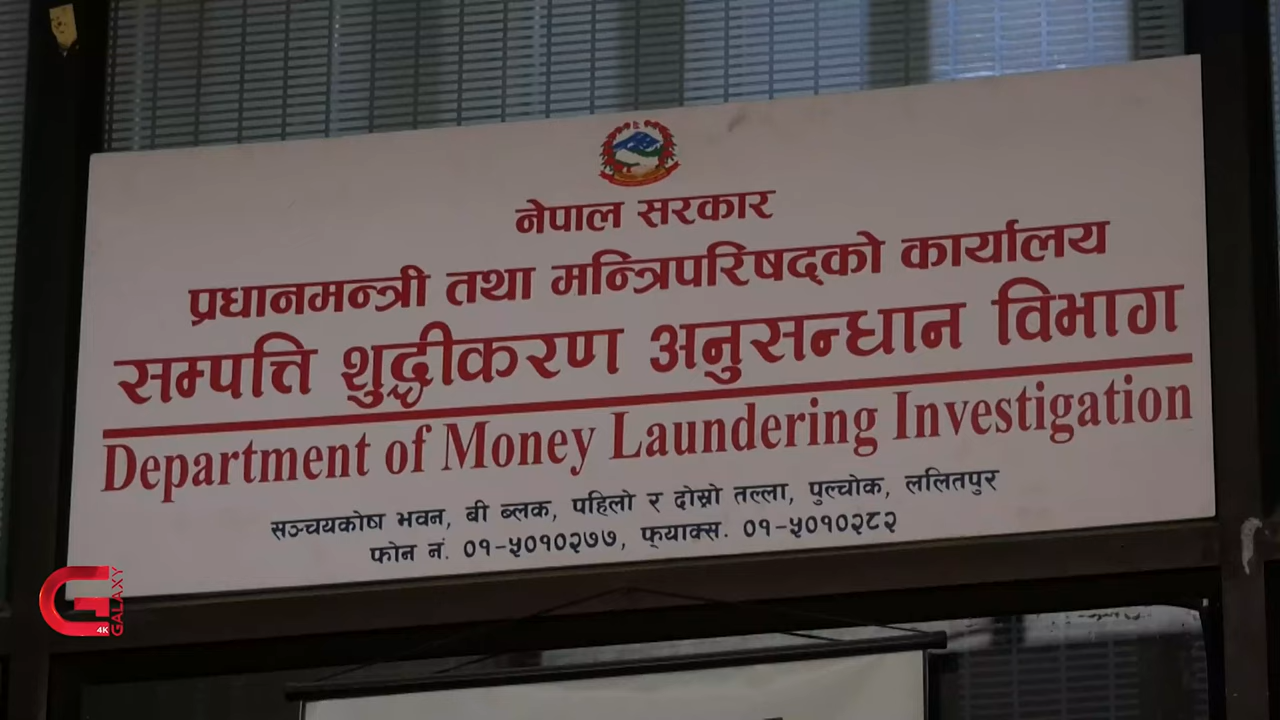 नेपाल सरकार
प्रधानमन्त्री तथा मन्त्रिपरिषद्को कार्यालय
सम्पत्ति शुद्धीकरण अनुसन्धान विभाग
Department of Money Laundering Investigation
सञ्चयकोष भवन, बी ब्लक, पहिलो र दोस्रो तल्ला, पुल्चोक, ललितपुर
फोन नं. ०१-५०१०२७७, फ्याक्स. ०१-५०१०२८२
G
4K
GALAXY